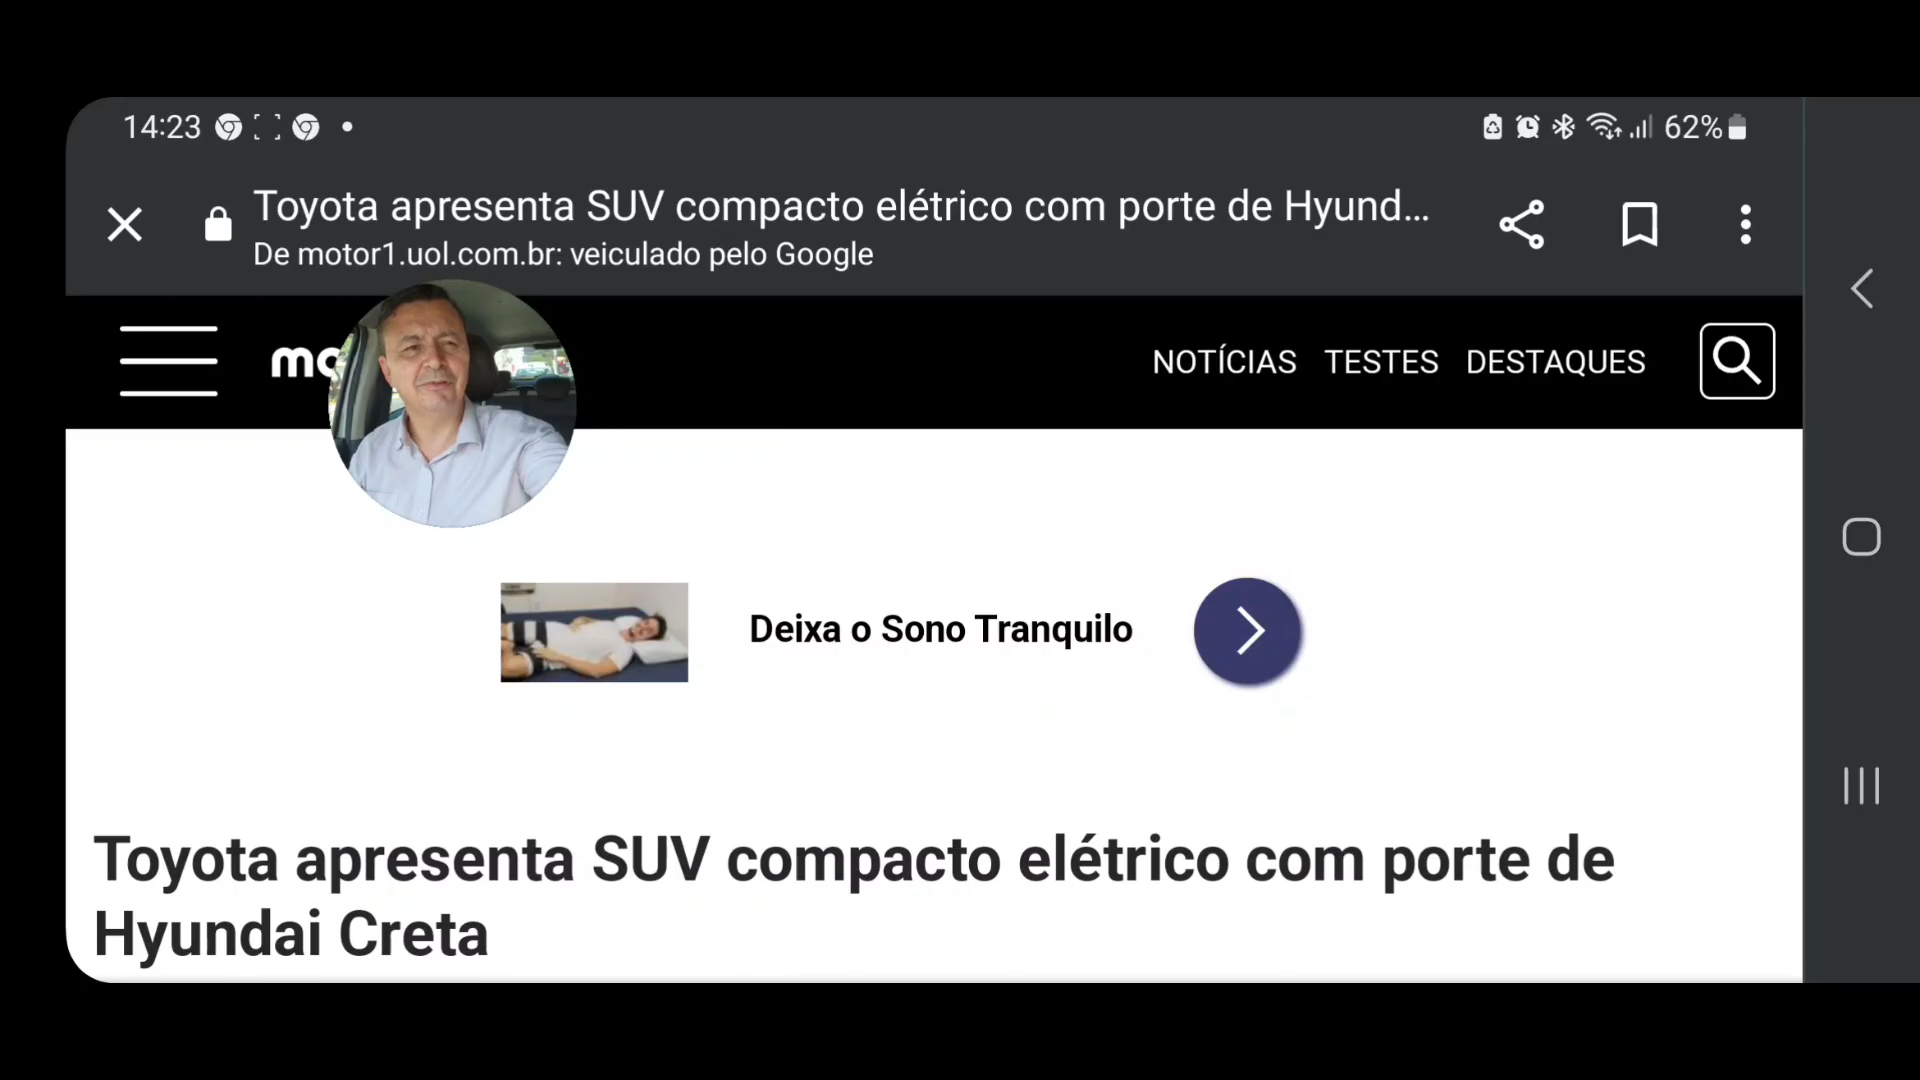 14:23
62%
Toyota apresenta SUV compacto elétrico com porte de Hyund...
De motor1.uol.com.br: veiculado pelo Google
mo
NOTÍCIAS TESTES DESTAQUES
Deixa o Sono Tranquilo
Toyota apresenta SUV compacto elétrico com porte de
Hyundai Creta